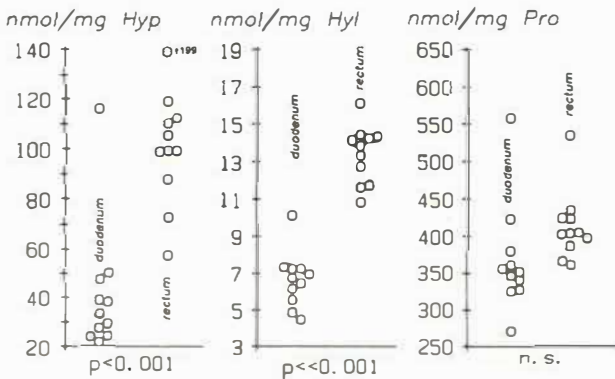 nmol/mg Hyp
140
120
100
80
60
40
30
20
duodenum
rectum
↑199
p<0.001
nmol/mg Hyl
19
17
15
13
11
9
7
5
3
duodenum
rectum
p<<0.001
nmol/mg Pro
650
600
550
500
450
400
350
300
250
duodenum
rectum
n.s.